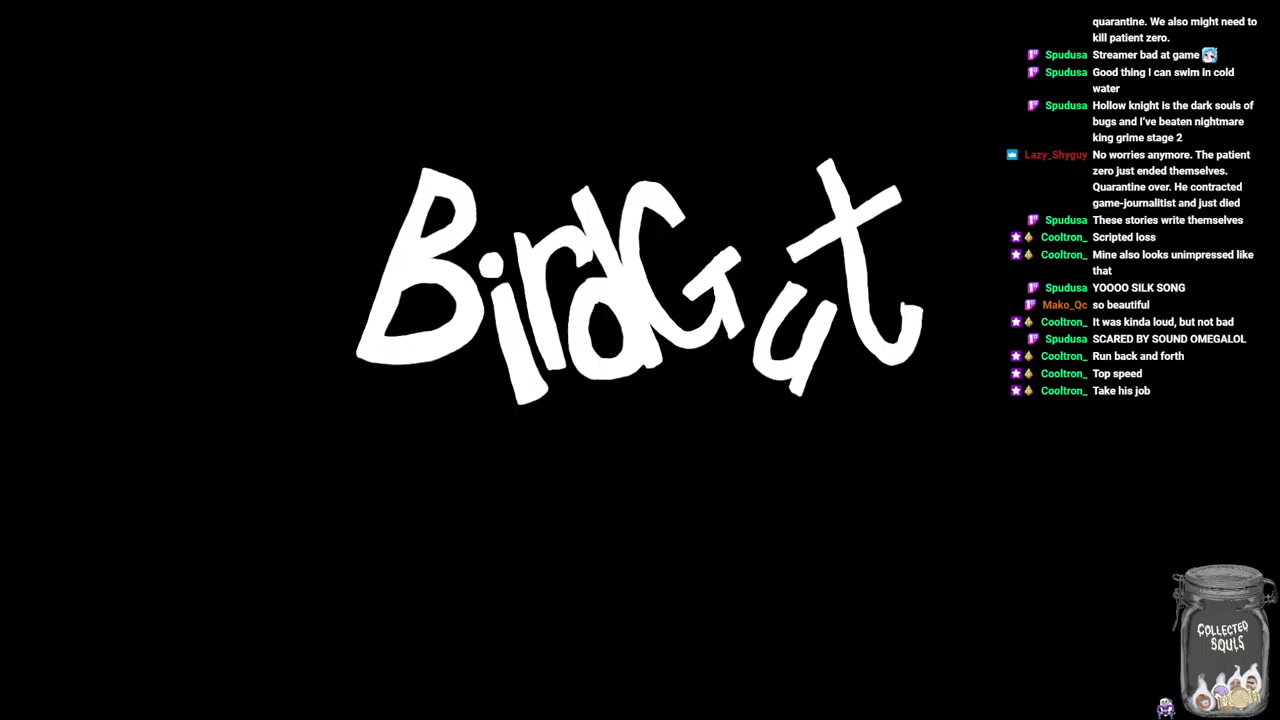 BirdGut
quarantine. We also might need to
kill patient zero.
Spudusa Streamer bad at game
Spudusa Good thing I can swim in cold
water
Spudusa Hollow knight is the dark souls of
bugs and I've beaten nightmare
king grime stage 2
Lazy_Shyguy No worries anymore. The patient
zero just ended themselves.
Quarantine over. He contracted
game-journalitist and just died
Spudusa These stories write themselves
Cooltron_ Scripted loss
Cooltron_ Mine also looks unimpressed like
that
Spudusa YOOOO SILK SONG
Mako_Qc so beautiful
Cooltron_ It was kinda loud, but not bad
Spudusa SCARED BY SOUND OMEGALOL
Cooltron_ Run back and forth
Cooltron_ Top speed
Cooltron_ Take his job
COLLECTED
SOULS